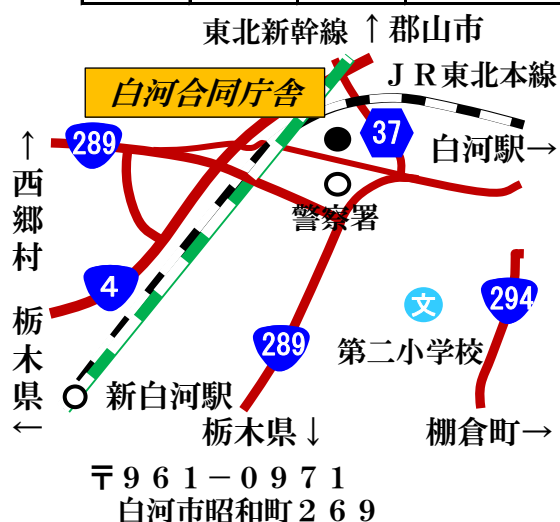 東北新幹線 ↑郡山市
白河合同庁舎
ＪＲ東北本線
289
37
白河駅→
↑西郷村
警察署
4
文
294
栃木県←
289
第二小学校
新白河駅
栃木県↓
棚倉町→
〒９６１－０９７１
白河市昭和町２６９